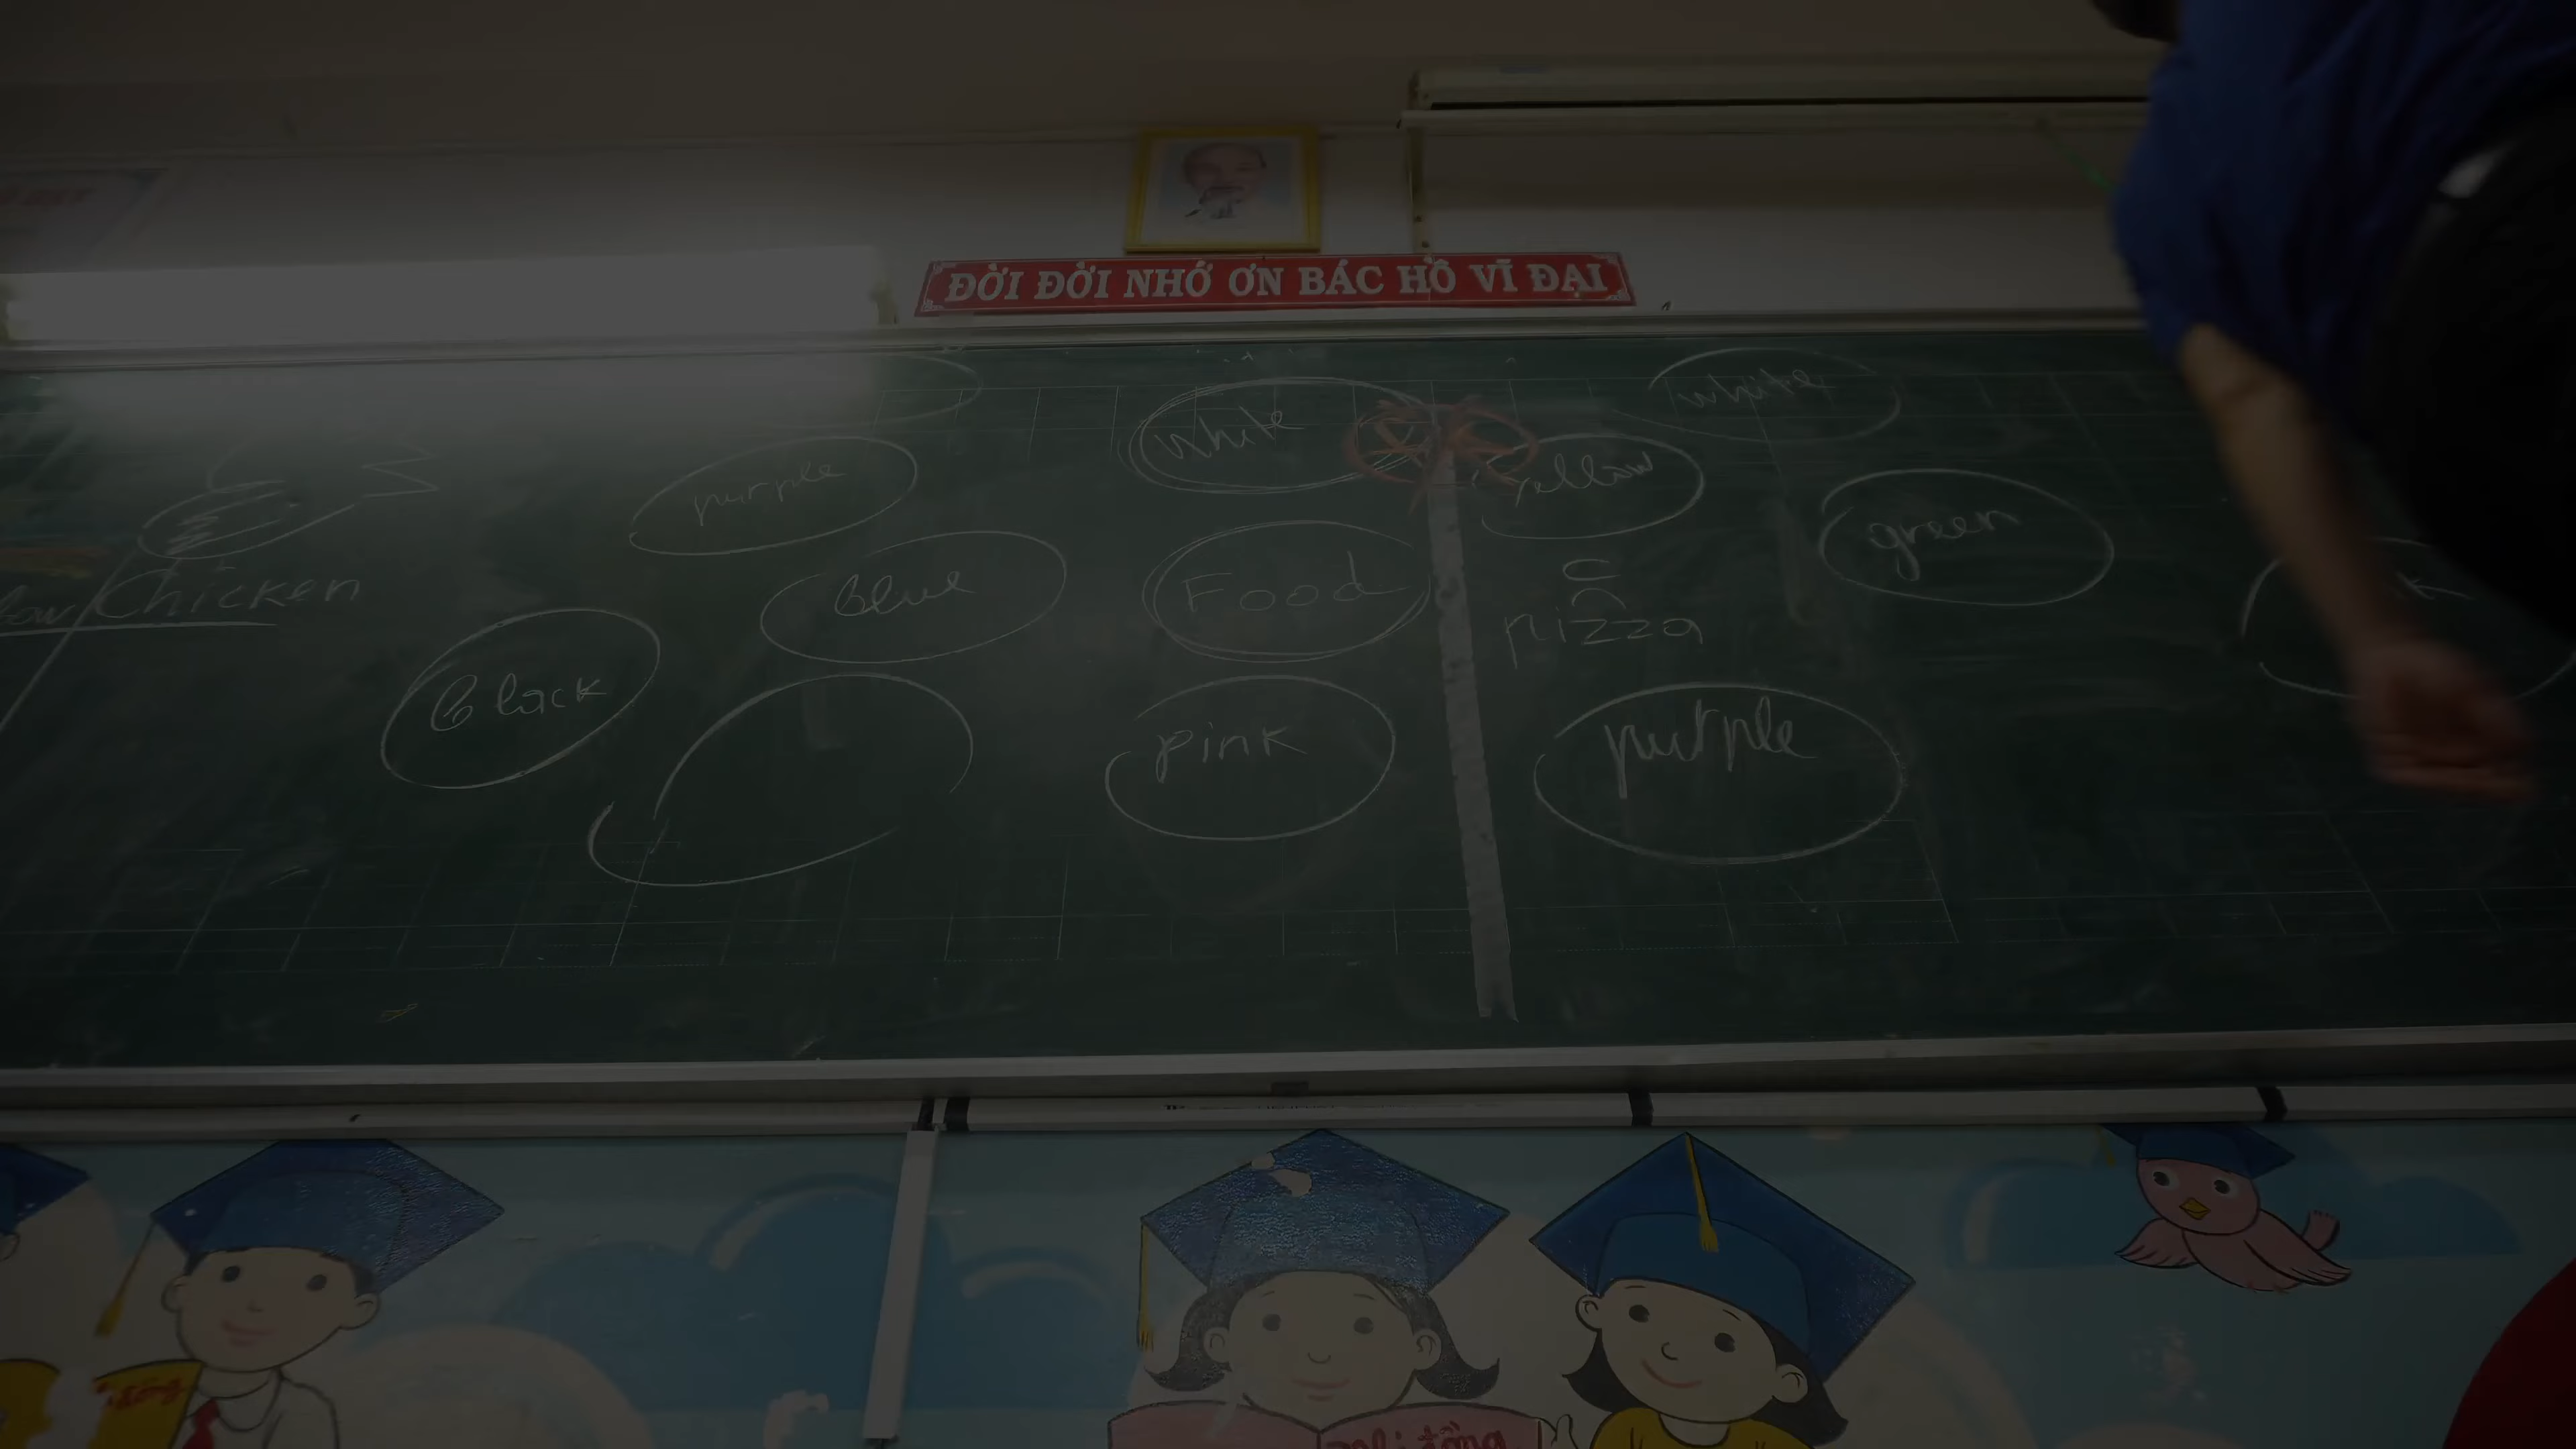 ĐỜI ĐỜI NHỚ ƠN BÁC HỒ VĨ ĐẠI
white
white
purple
yellow
green
Chicken
blue
Food
pizza
black
pink
purple